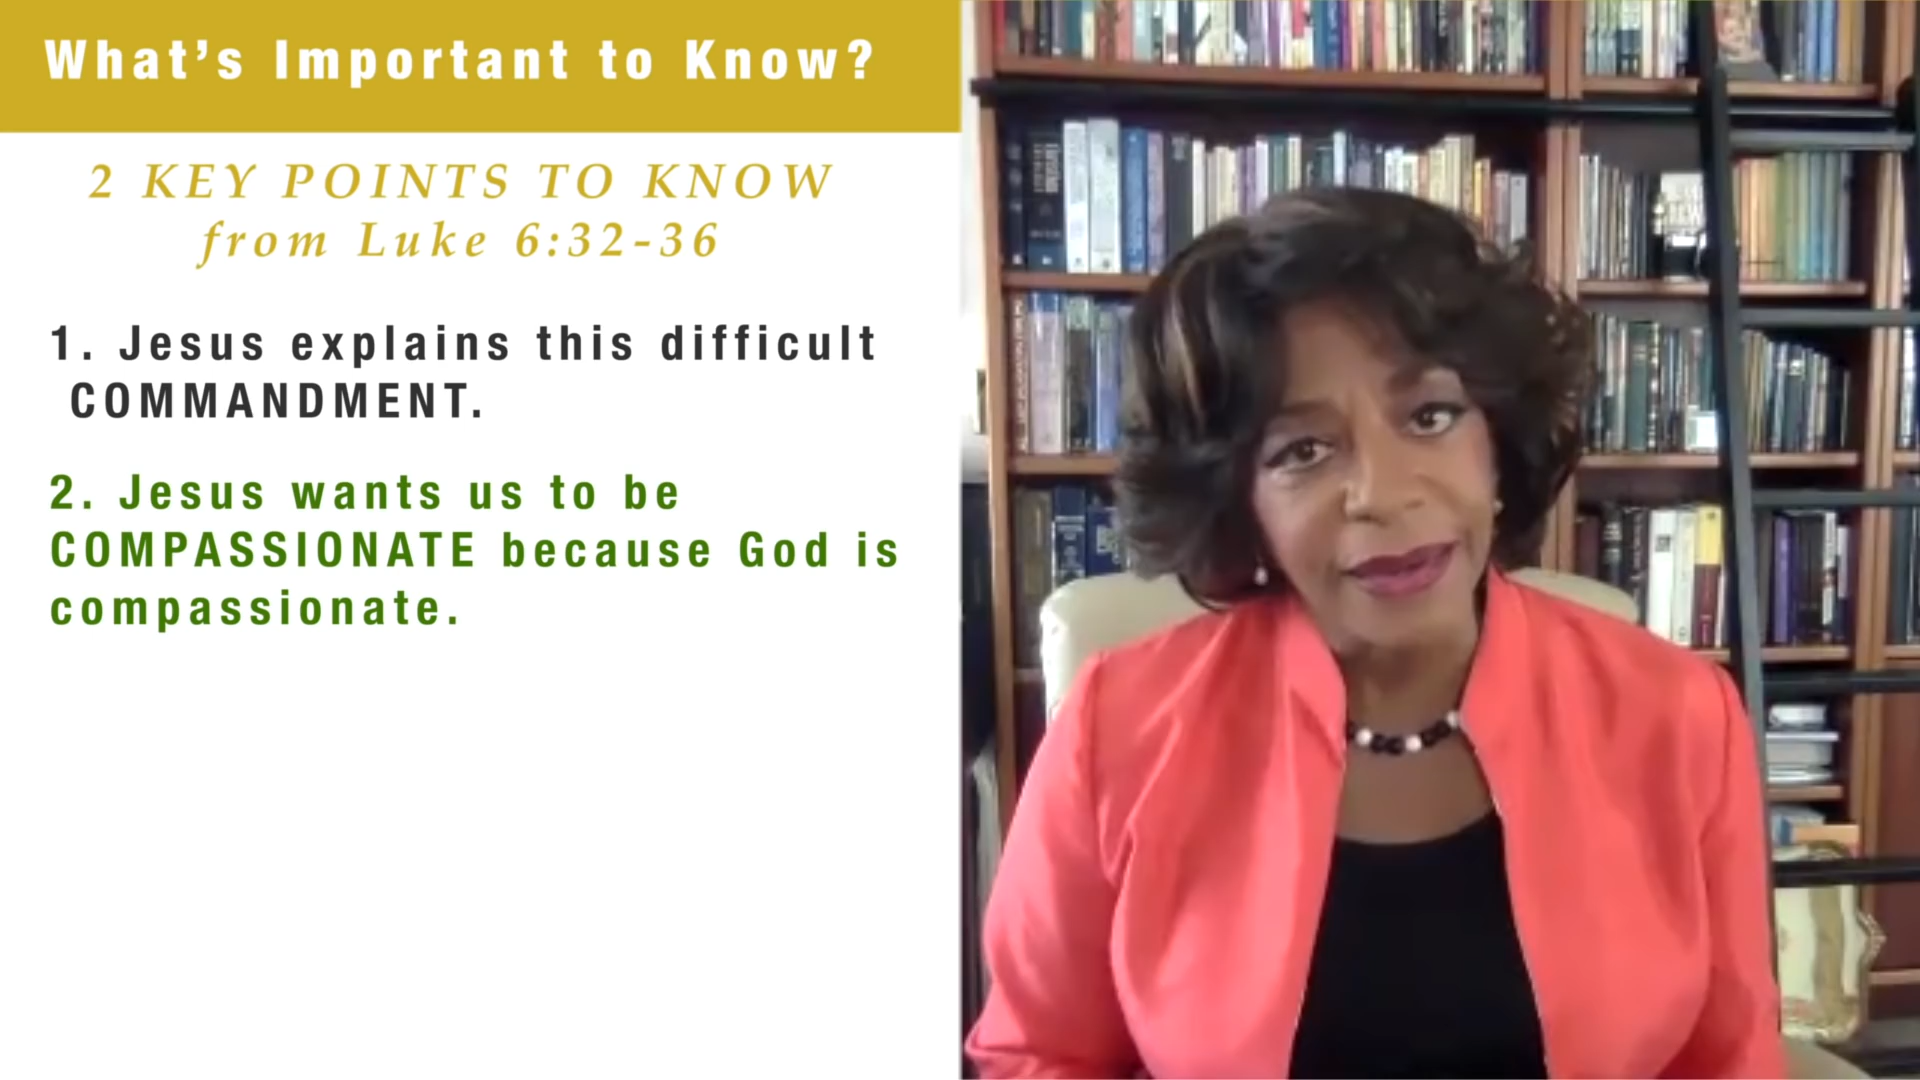 What's Important to Know?
2 KEY POINTS TO KNOW
from Luke 6:32-36
1. Jesus explains this difficult
COMMANDMENT.
2. Jesus wants us to be
COMPASSIONATE because God is
compassionate.